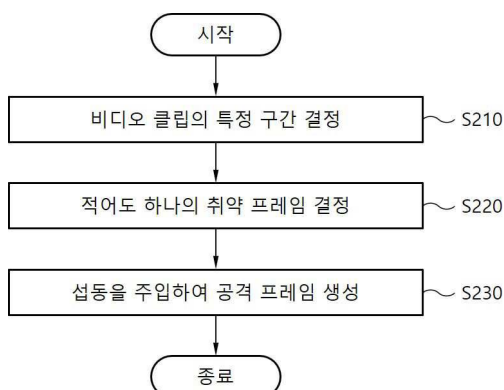 시작
비디오 클립의 특정 구간 결정
S210
적어도 하나의 취약 프레임 결정
S220
섭동을 주입하여 공격 프레임 생성
S230
종료